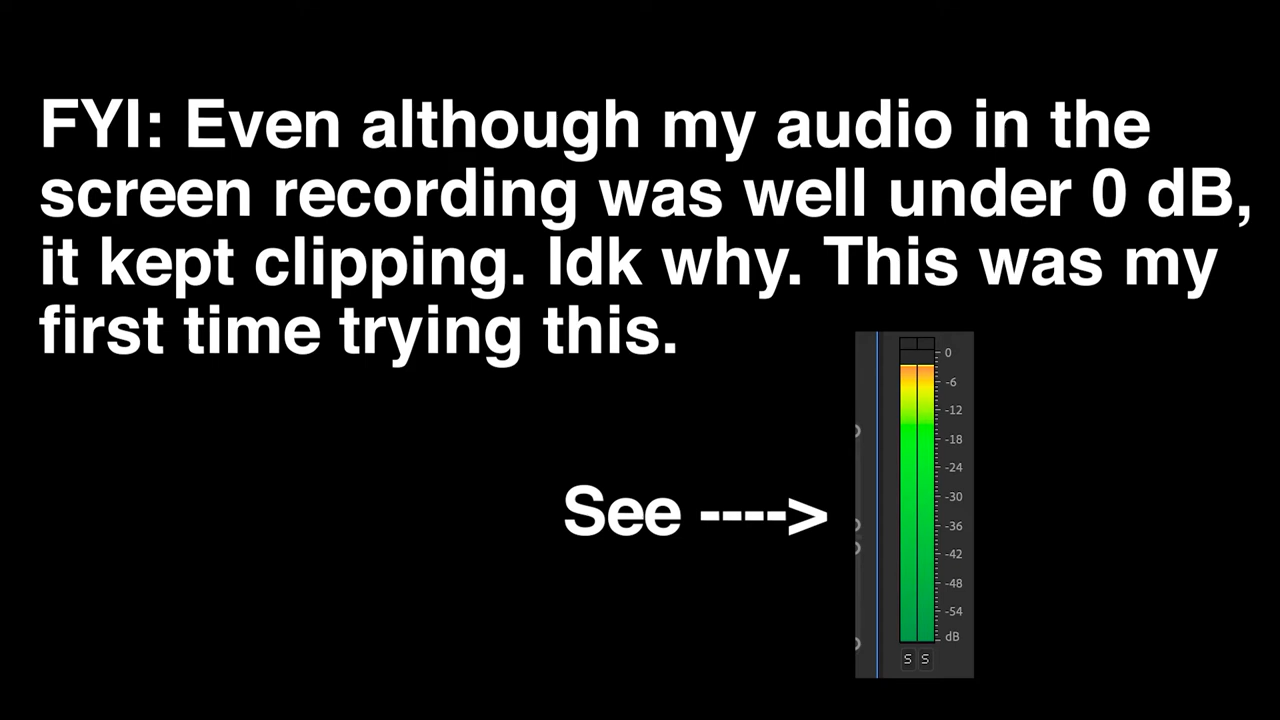 FYI: Even although my audio in the
screen recording was well under 0 dB,
it kept clipping. Idk why. This was my
first time trying this.
See ---->
0
-6
-12
-18
-24
-30
-36
-42
-48
-54
dB
S S